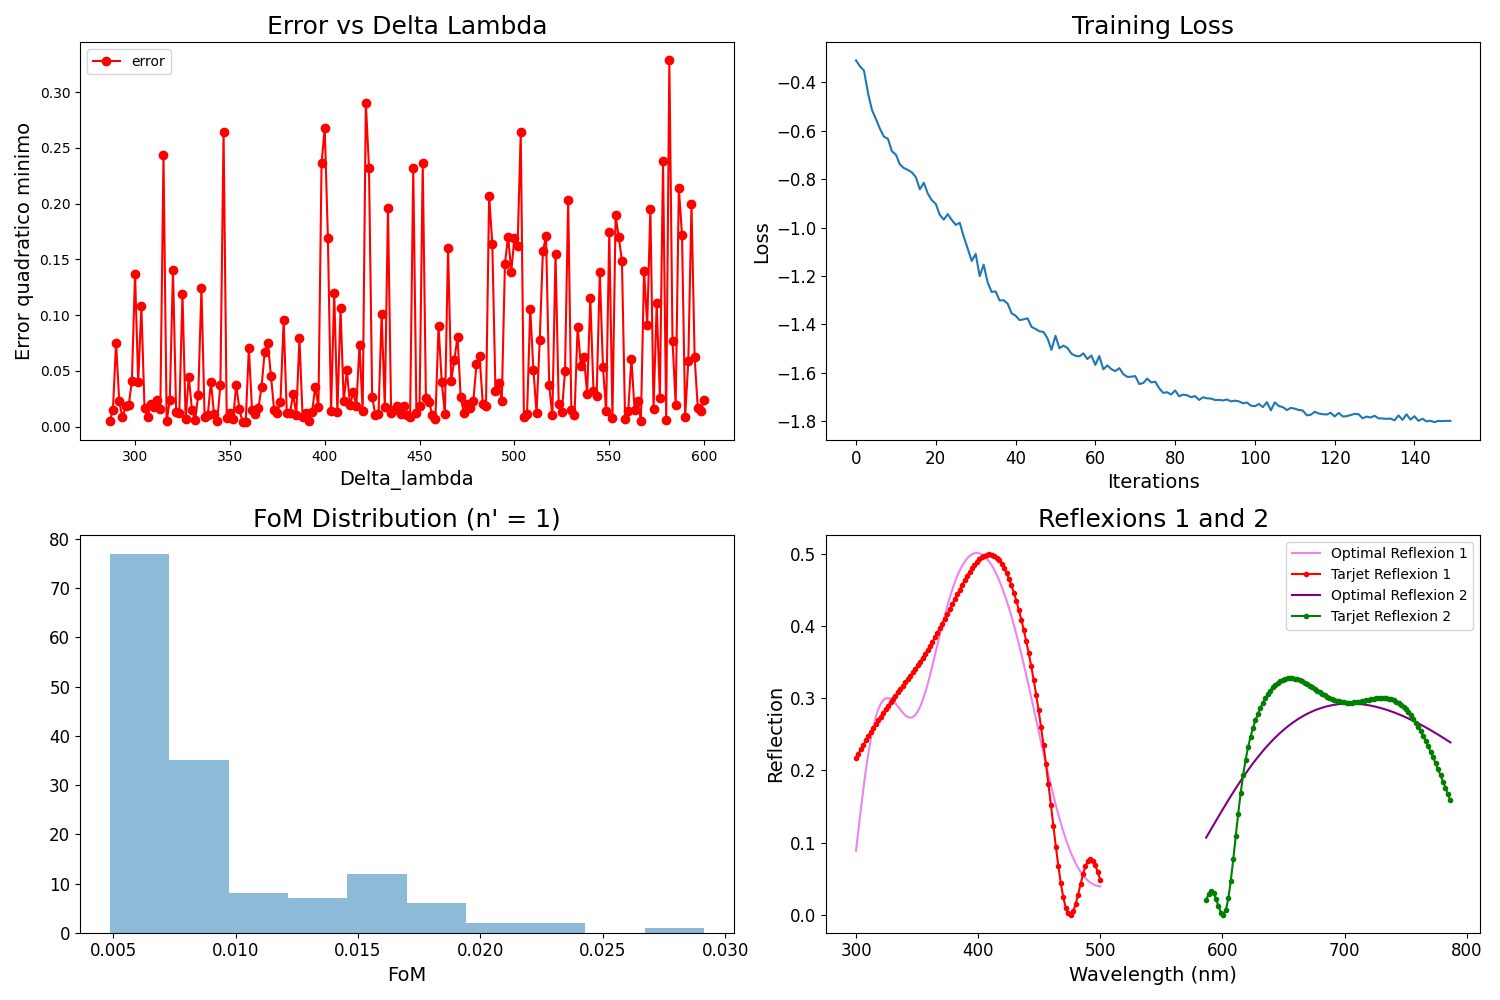 Error vs Delta Lambda
error
Error quadratico minimo
0.30
0.25
0.20
0.15
0.10
0.05
0.00
300 350 400 450 500 550 600
Delta_lambda
Training Loss
Loss
−0.4
−0.6
−0.8
−1.0
−1.2
−1.4
−1.6
−1.8
0 20 40 60 80 100 120 140
Iterations
FoM Distribution (n' = 1)
80
70
60
50
40
30
20
10
0
0.005 0.010 0.015 0.020 0.025 0.030
FoM
Reflexions 1 and 2
Optimal Reflexion 1
Tarjet Reflexion 1
Optimal Reflexion 2
Tarjet Reflexion 2
Reflection
0.5
0.4
0.3
0.2
0.1
0.0
300 400 500 600 700 800
Wavelength (nm)